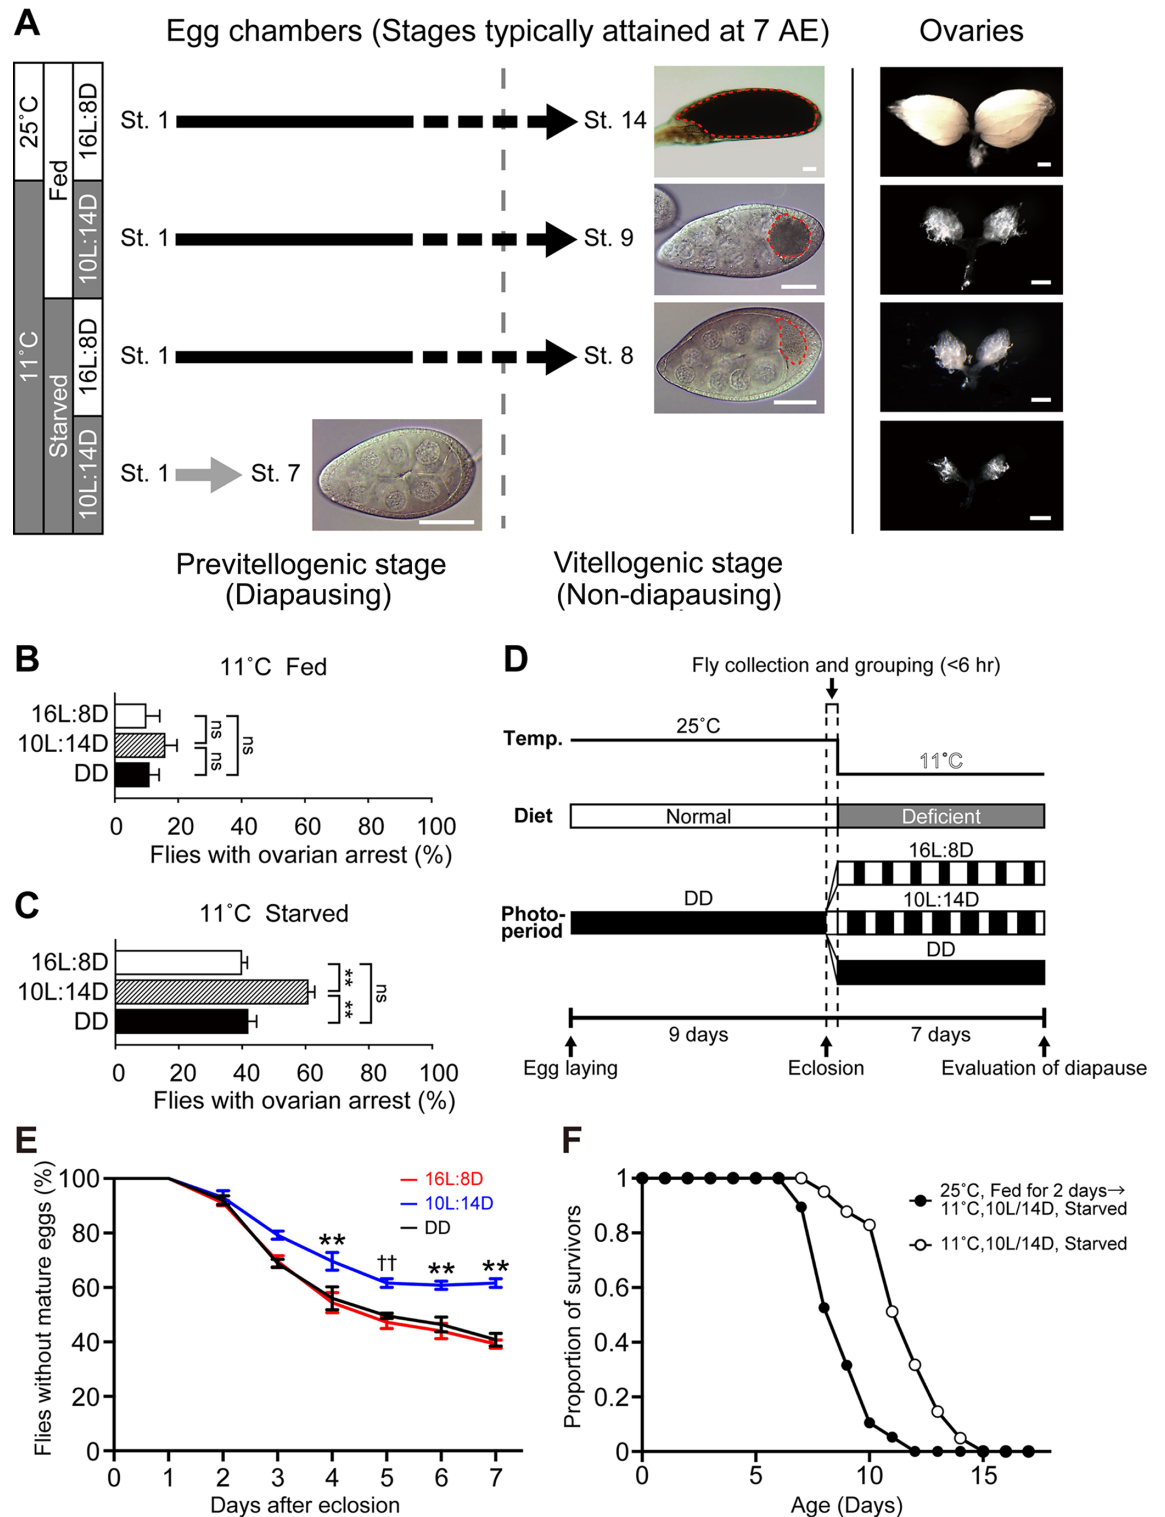 A
Egg chambers (Stages typically attained at 7 AE)
Ovaries
25˚C
Fed
16L:8D
St. 1
St. 14
11˚C
10L:14D
St. 1
St. 9
Starved
16L:8D
St. 1
St. 8
10L:14D
St. 1
St. 7
Previtellogenic stage
(Diapausing)
Vitellogenic stage
(Non-diapausing)
B
11˚C Fed
16L:8D
10L:14D
DD
ns
ns
ns
0 20 40 60 80 100
Flies with ovarian arrest (%)
C
11˚C Starved
16L:8D
10L:14D
DD
**
**
ns
0 20 40 60 80 100
Flies with ovarian arrest (%)
D
Fly collection and grouping (<6 hr)
Temp.
25˚C
11˚C
Diet
Normal
Deficient
16L:8D
Photo-
period
DD
10L:14D
DD
9 days
7 days
Egg laying
Eclosion
Evaluation of diapause
E
Flies without mature eggs (%)
100
80
60
40
20
0
16L:8D
10L:14D
DD
**
††
**
**
0 1 2 3 4 5 6 7
Days after eclosion
F
Proportion of survivors
1
0.8
0.6
0.4
0.2
0
25˚C, Fed for 2 days→
11˚C,10L/14D, Starved
11˚C,10L/14D, Starved
0 5 10 15
Age (Days)